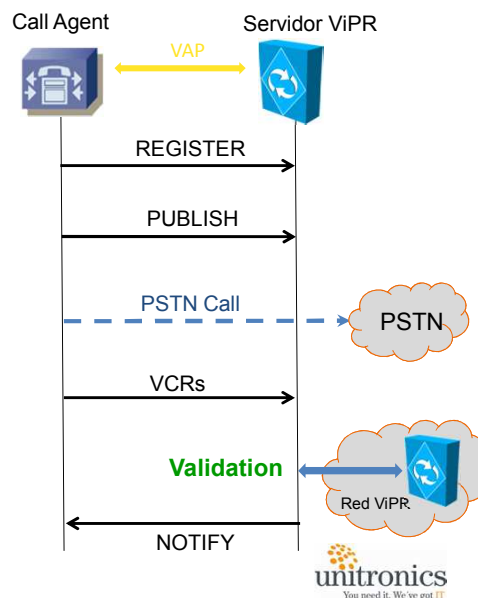 Call Agent
Servidor ViPR
VAP
REGISTER
PUBLISH
PSTN Call
PSTN
VCRs
Validation
Red ViPR
NOTIFY
unitronics
You need it. We've got IT